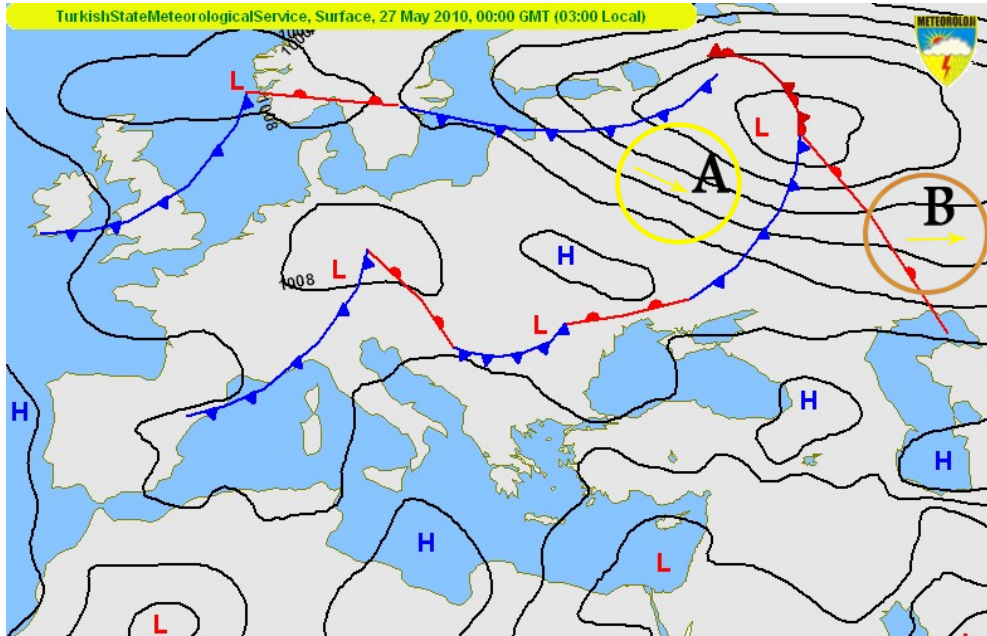 TurkishStateMeteorologicalService, Surface, 27 May 2010, 00:00 GMT (03:00 Local)
METEOROLOJİ
L
1008
L
A
B
H
L
1008
L
H
H
H
H
L
L